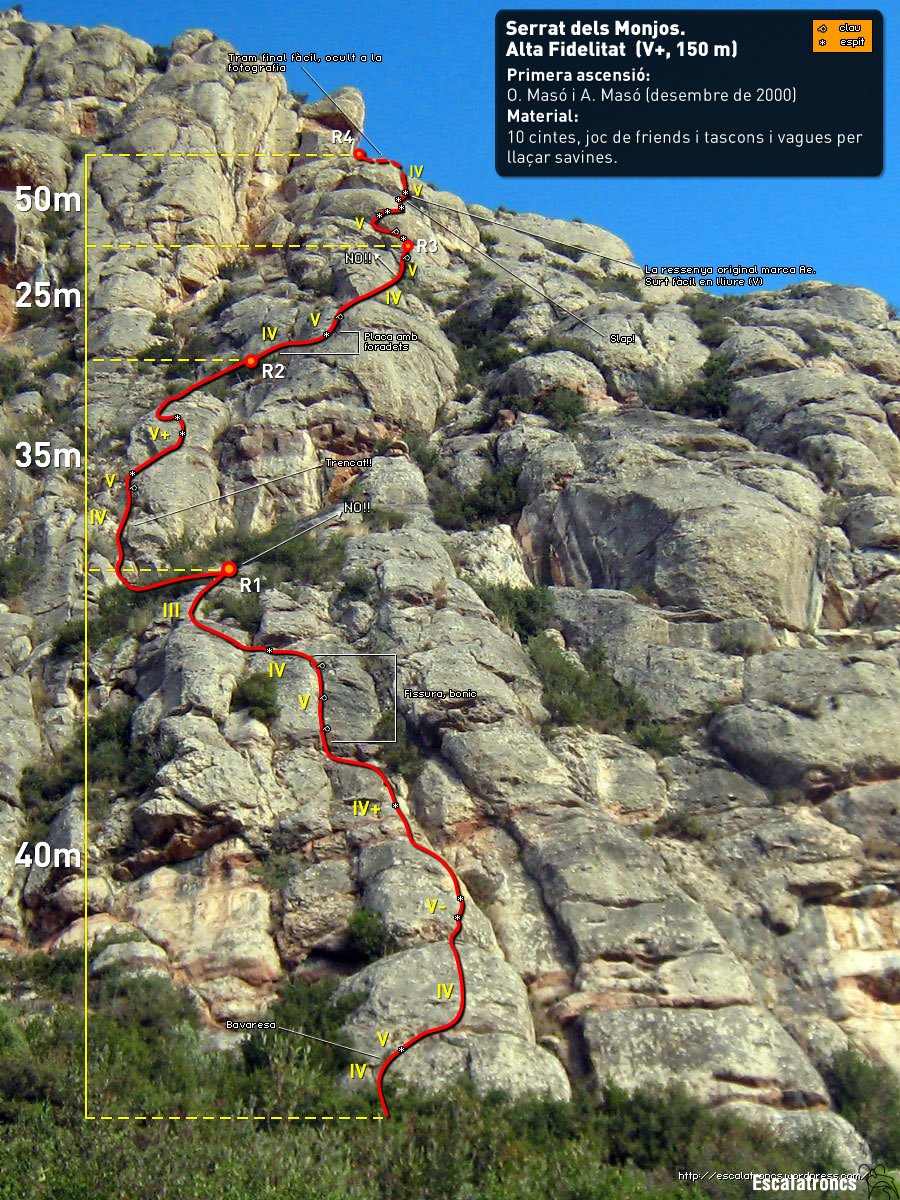 Serrat dels Monjos.
Alta Fidelitat (V+, 150 m)
Primera ascensió:
O. Masó i A. Masó (desembre de 2000)
Material:
10 cintes, joc de friends i tascons i vagues per
llaçar savines.
clau
espit
Tram final fàcil, ocult a la
fotografia
R4
IV
V
50m
V
R3
NO!!
V
La ressenya original marca Ae.
Surt fàcil en lliure (V)
25m
IV
V-
IV
Placa amb
foradets
Slap!
R2
V+
35m
Trencat!!
V
NO!!
IV
R1
III
IV
V
Fissura, bonic
IV+
40m
V-
IV
Bavaresa
V
IV
http://escalatroncs.wordpress.com/
Escalatroncs